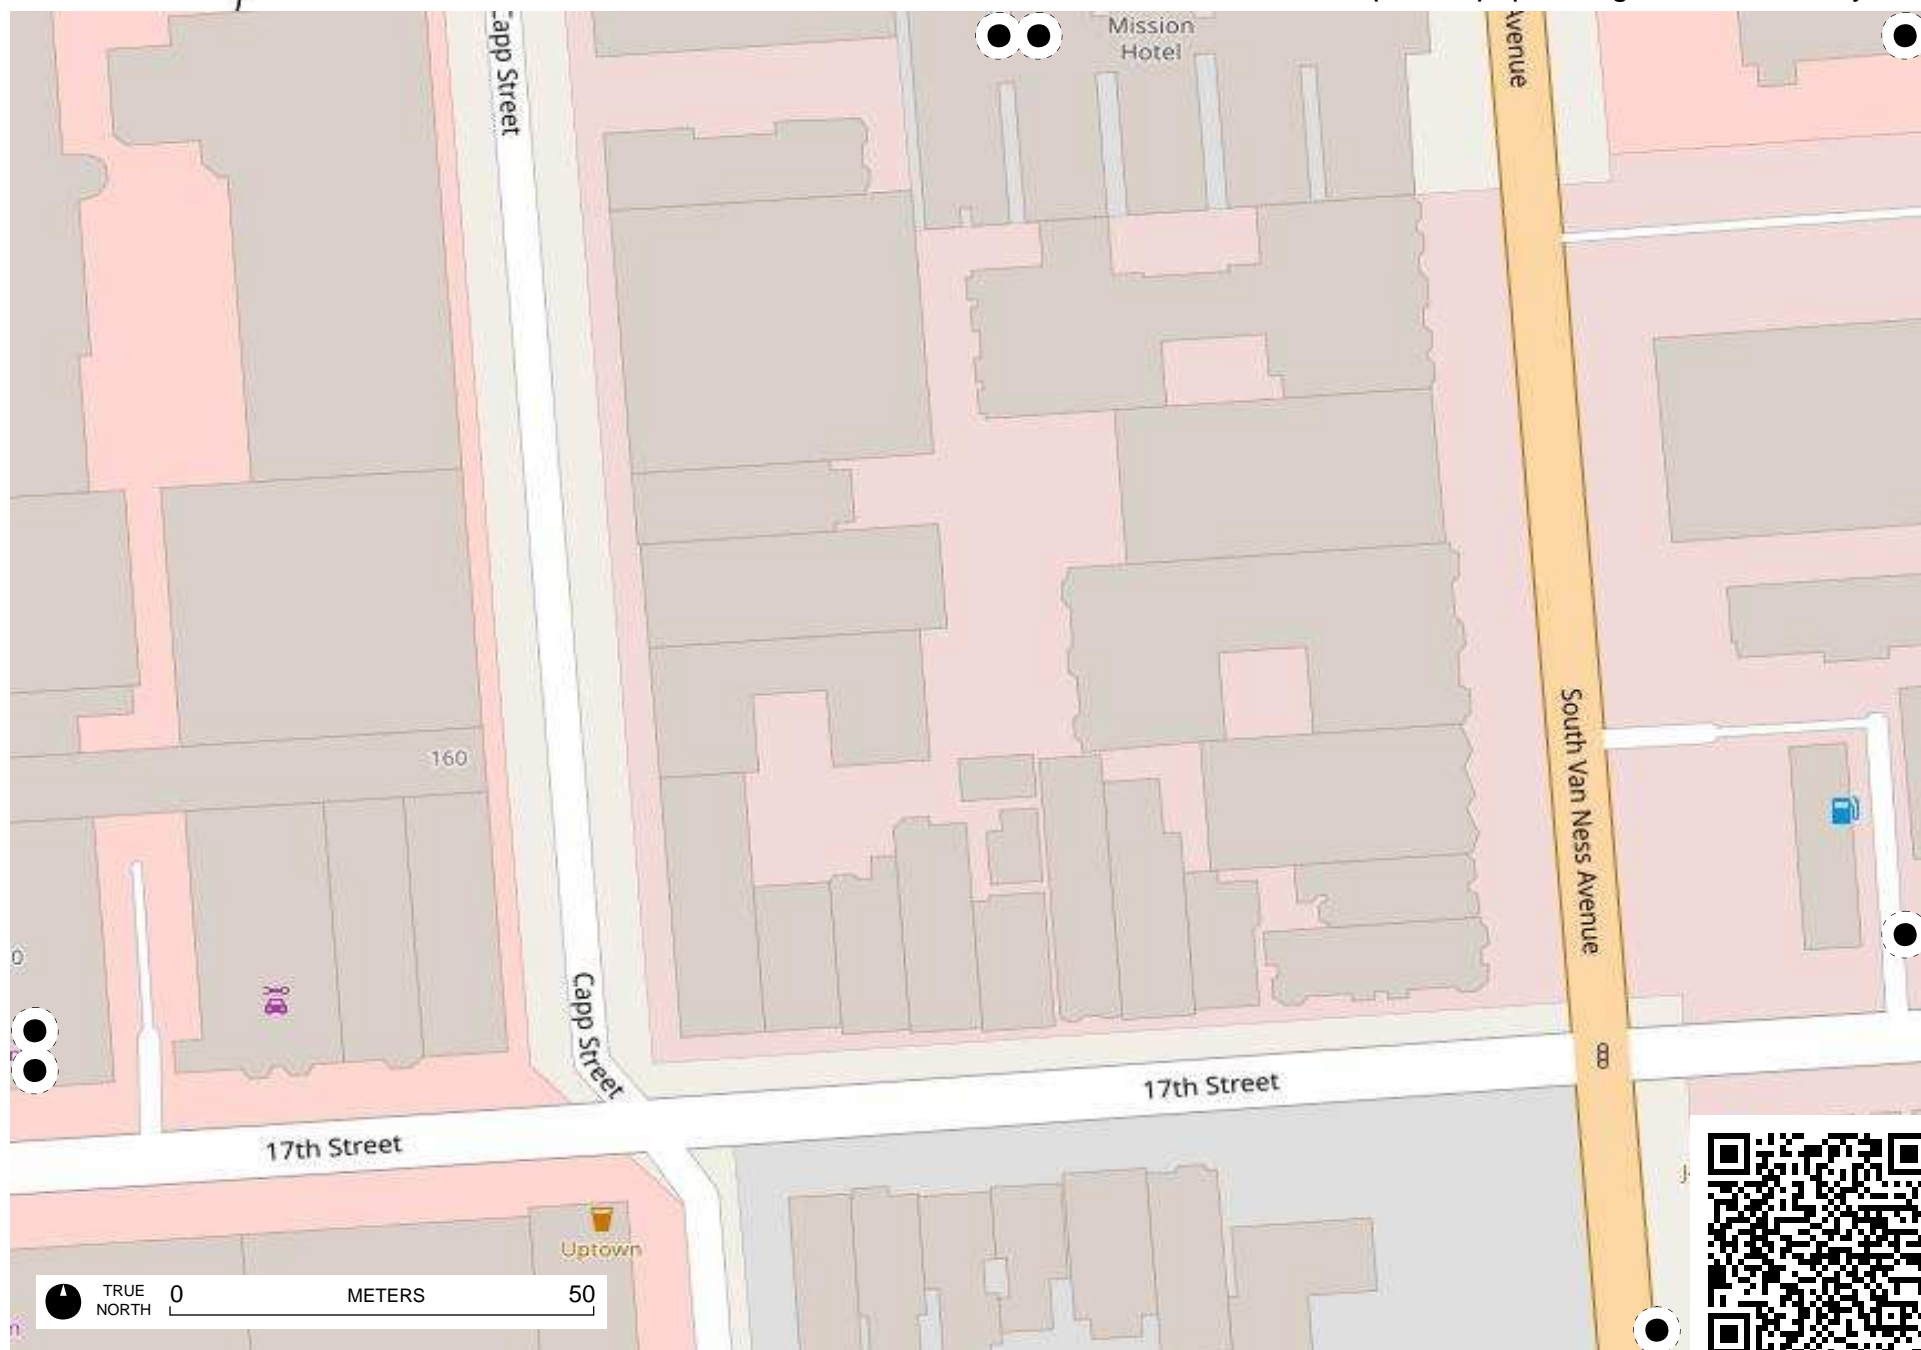 Mission
Hotel
Capp Street
Avenue
160
South Van Ness Avenue
0
Capp Street
17th Street
17th Street
Uptown
TRUE
NORTH
0 METERS 50